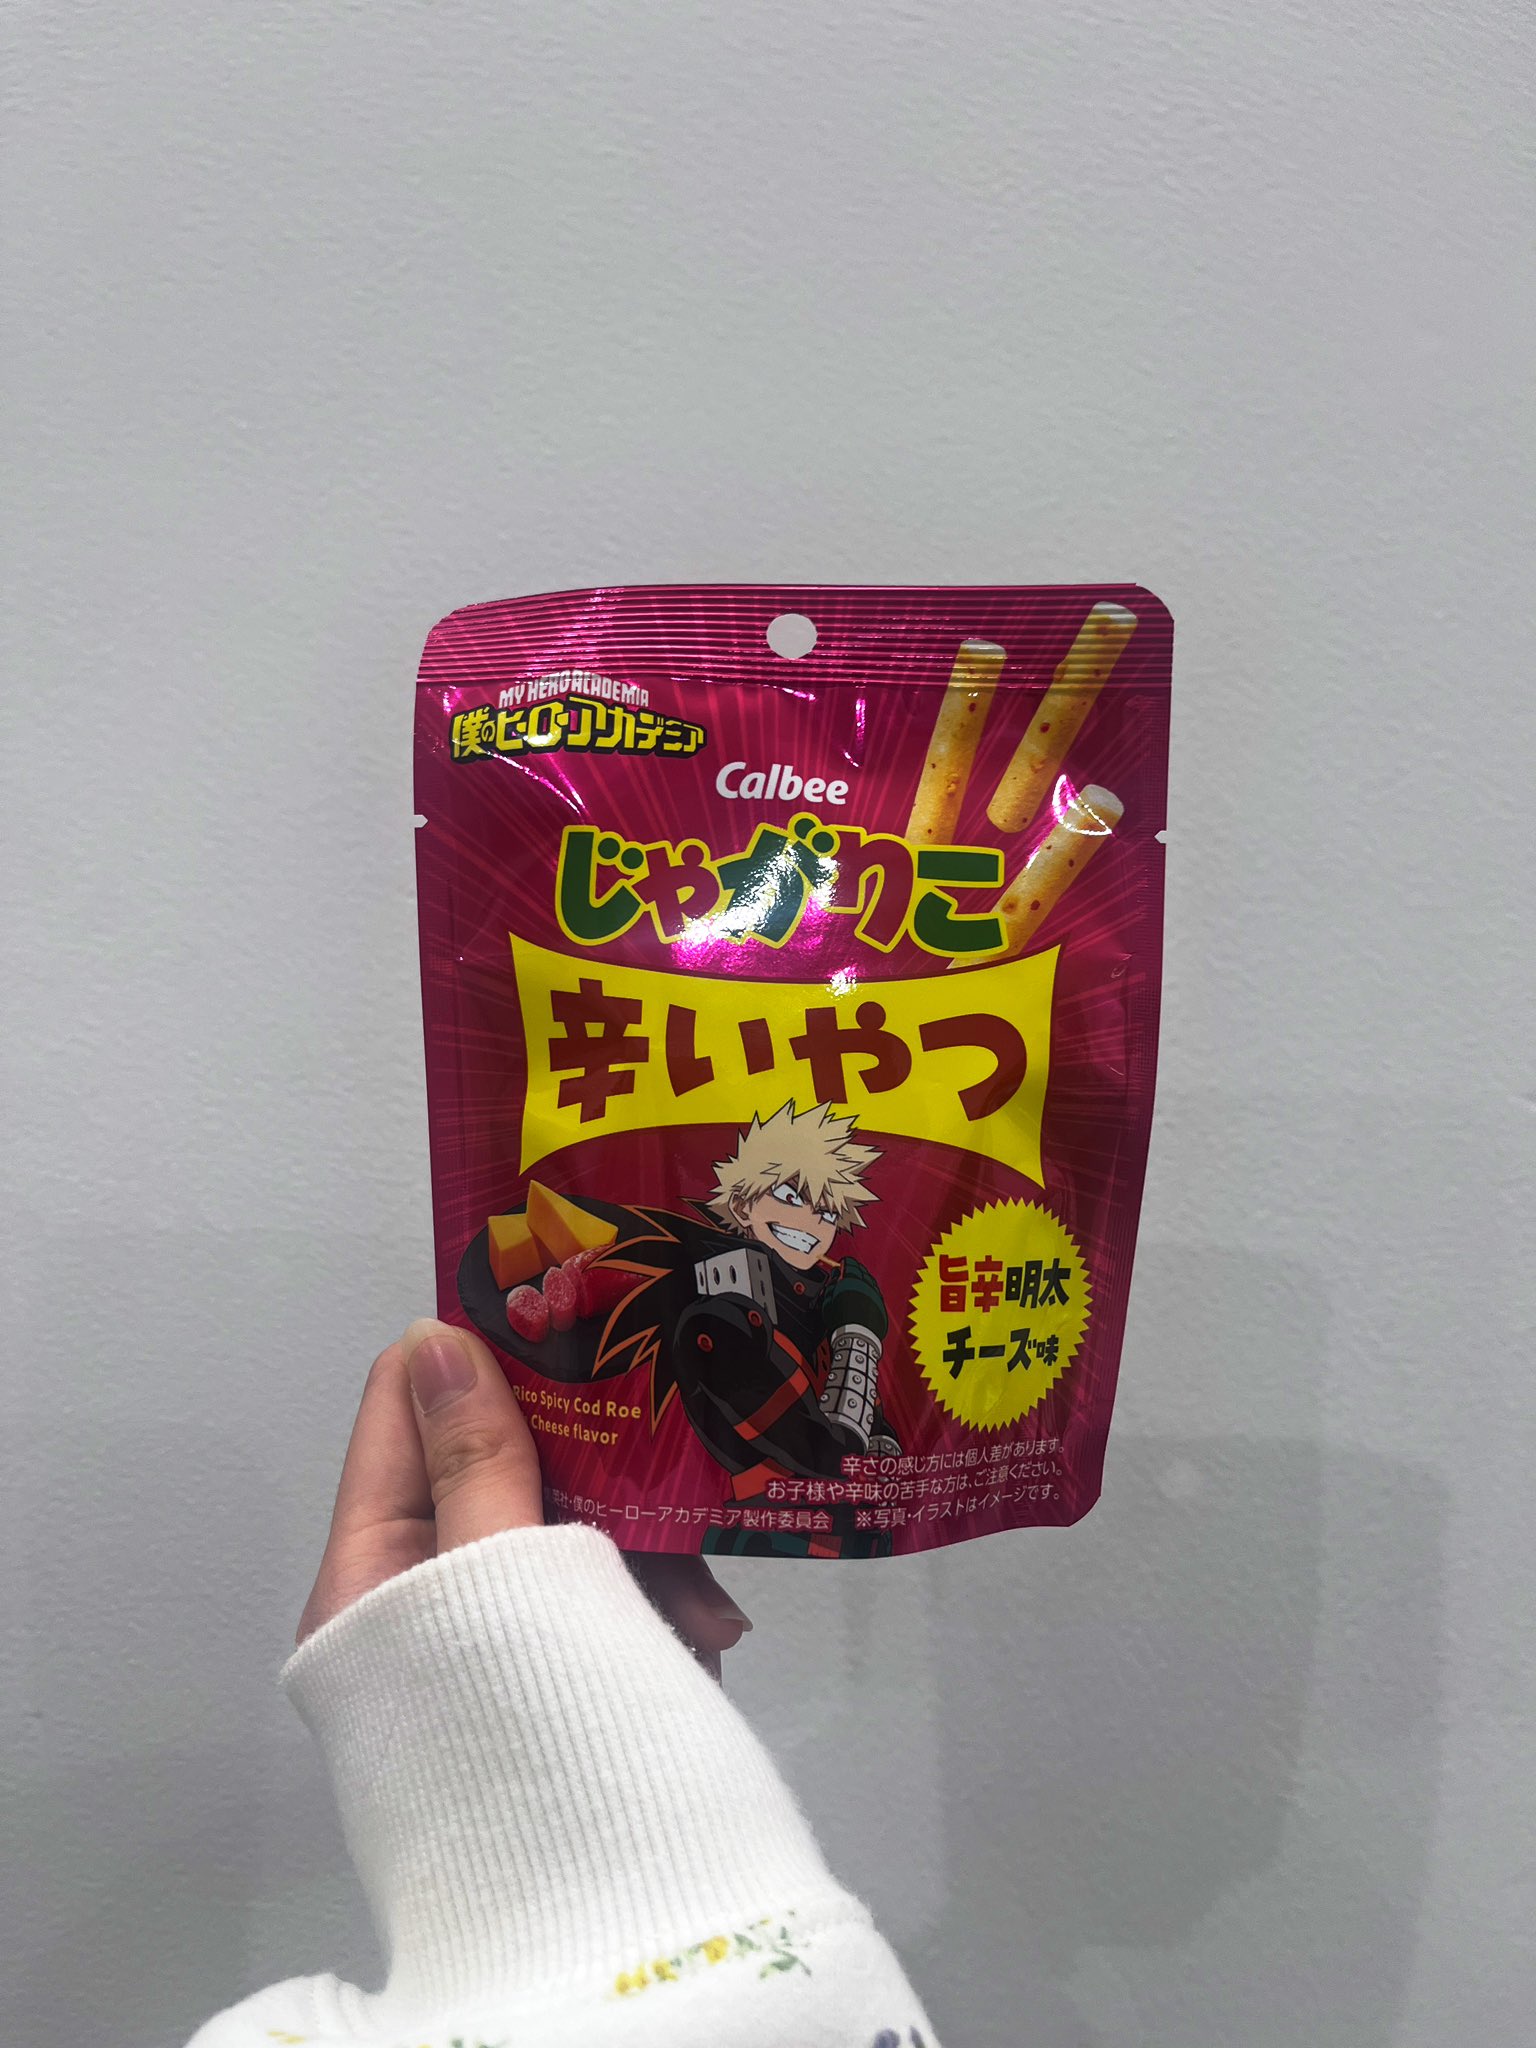 MY HERO ACADEMIA
僕のヒーローアカデミア
Calbee
じゃがりこ
辛いやつ
旨辛明太
チーズ味
Rico Spicy Cod Roe
Cheese flavor
辛さの感じ方には個人差があります。
お子様や辛味の苦手な方は、ご注意ください。
社・僕のヒーローアカデミア製作委員会 ※写真・イラストはイメージです。